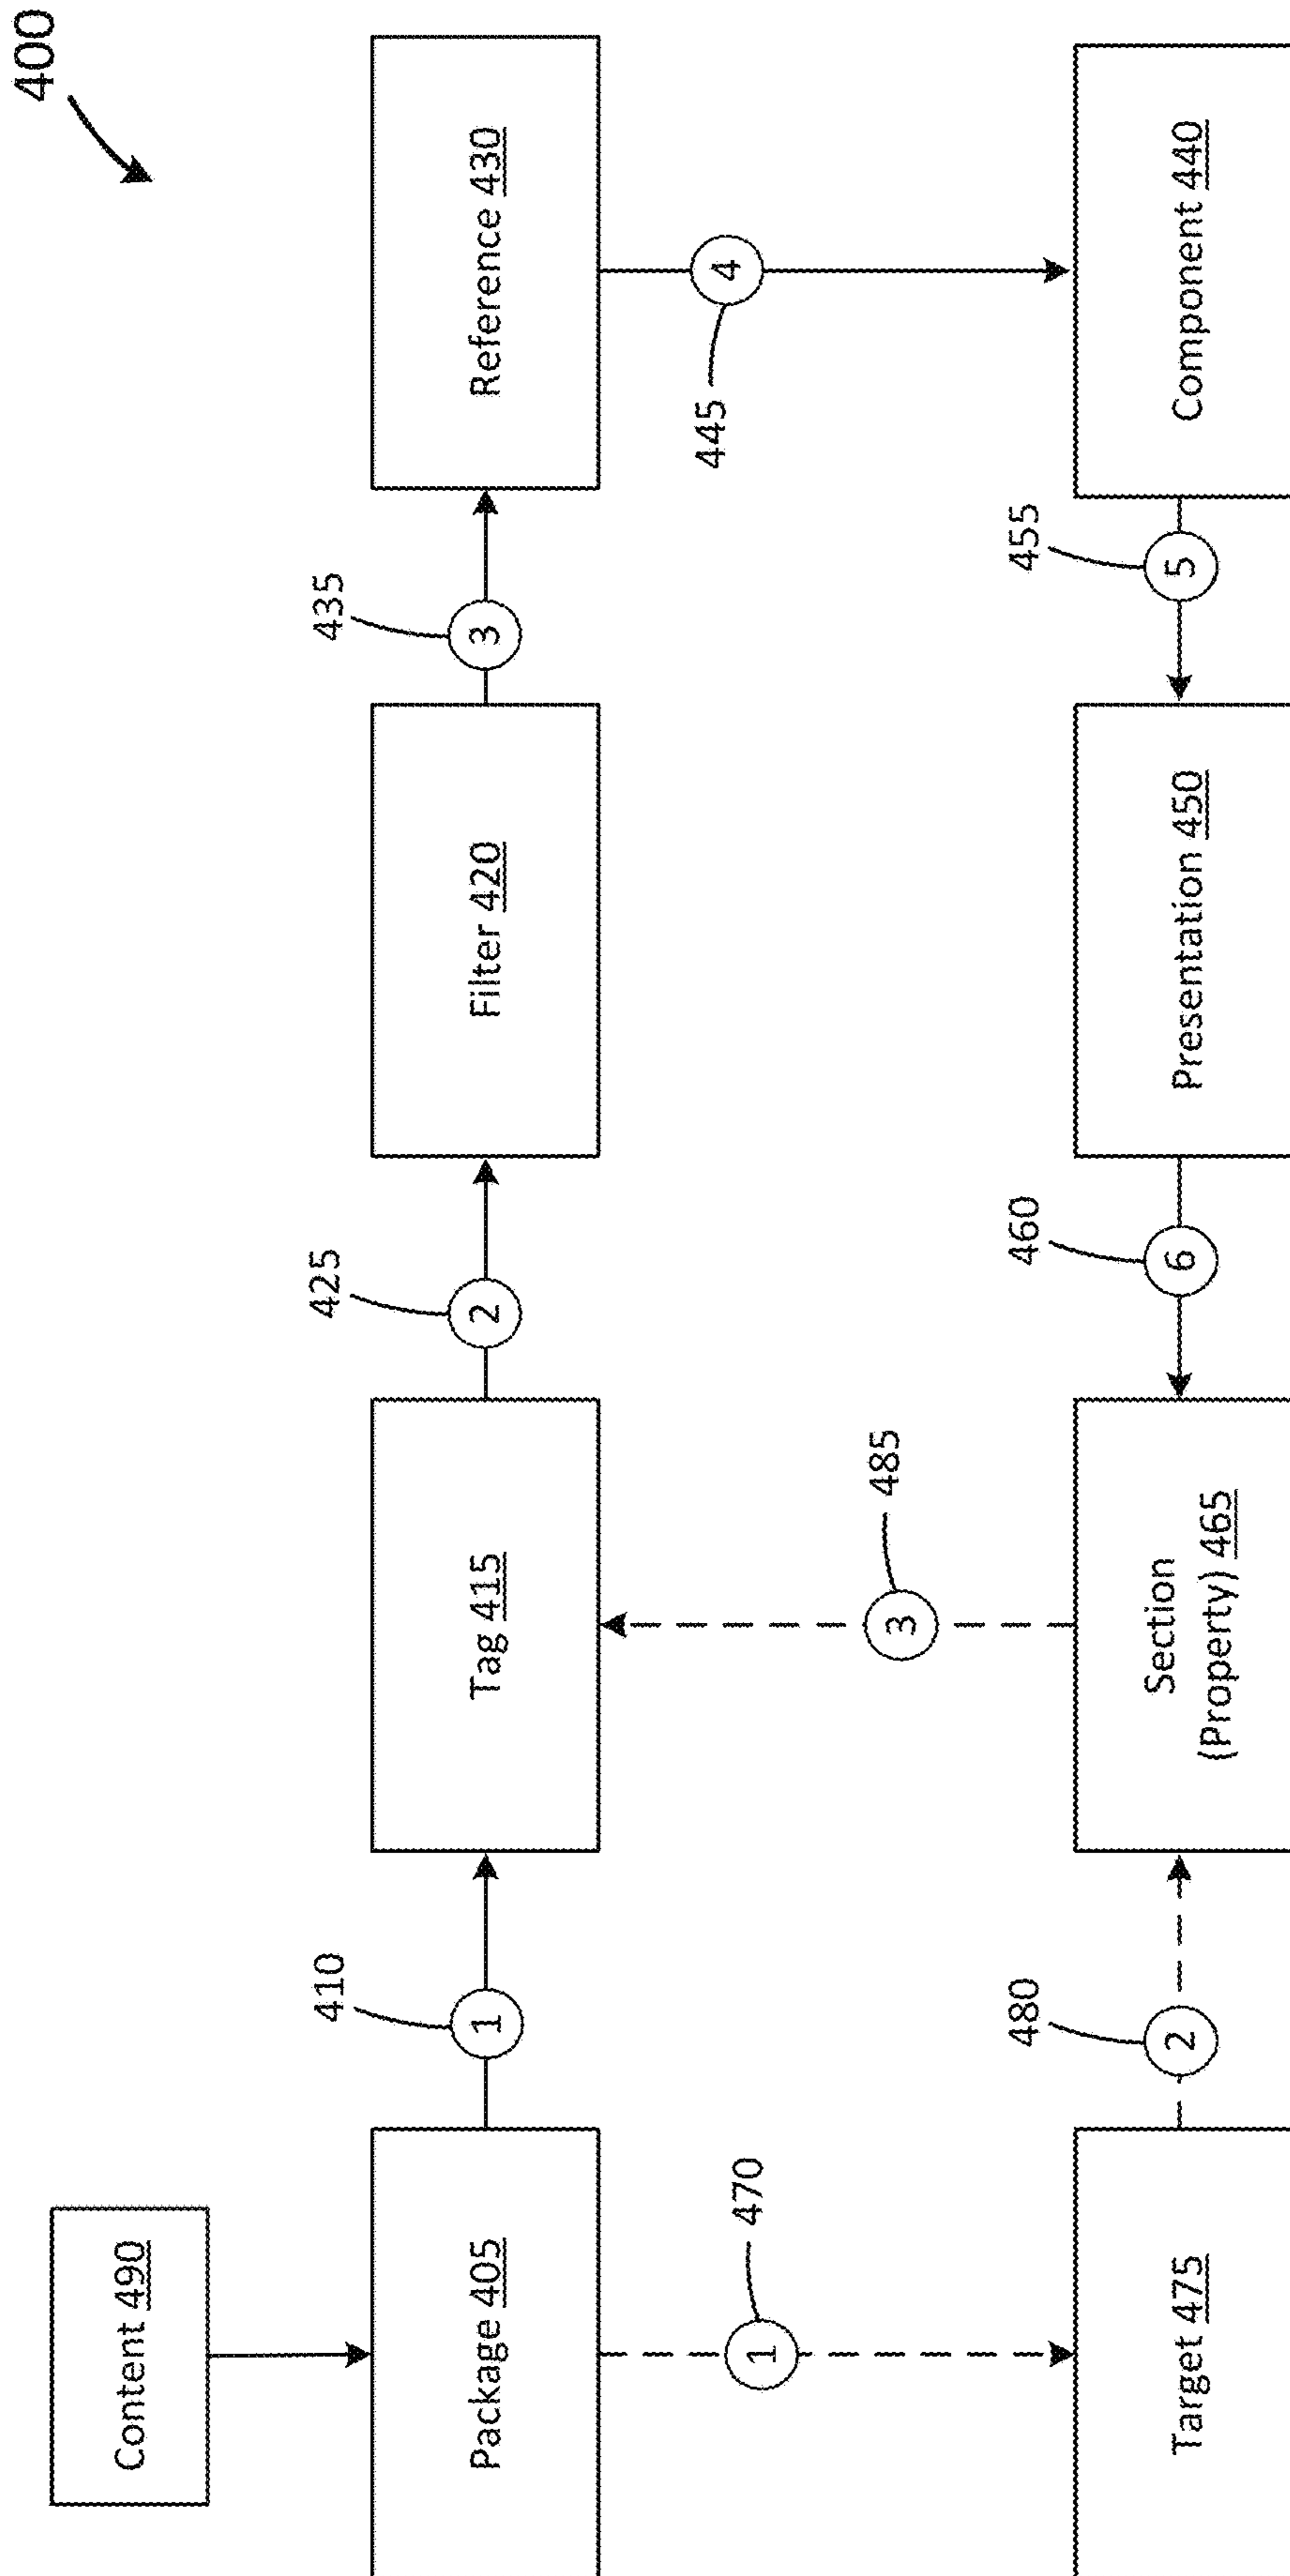 400
Content 490
Package 405
1
410
Tag 415
2
425
Filter 420
3
435
Reference 430
1
470
3
485
4
445
Target 475
2
480
Section
(Property) 465
6
460
Presentation 450
5
455
Component 440